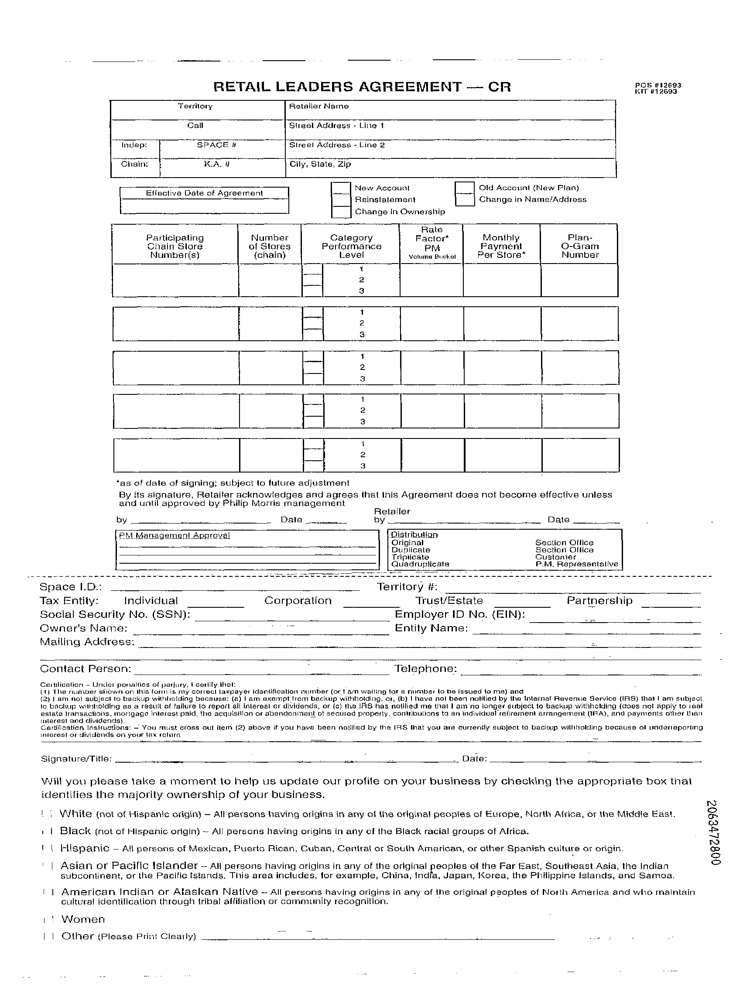 RETAIL LEADERS AGREEMENT — CR
POS #12693
KIT #12693
Territory
Retailer Name
Call
Street Address - Line 1
Indep:
SPACE #
Street Address - Line 2
Chain:
K.A. #
City, State, Zip
Effective Date of Agreement
New Account
Reinstatement
Change in Ownership
Old Account (New Plan)
Change in Name/Address
Participating Chain Store Number(s)
Number of Stores (chain)
Category Performance Level
Rate Factor* PM Volume Bucket
Monthly Payment Per Store*
Plan-O-Gram Number
1
2
3
1
2
3
1
2
3
1
2
3
1
2
3
*as of date of signing; subject to future adjustment
By its signature, Retailer acknowledges and agrees that this Agreement does not become effective unless
and until approved by Philip Morris management
Retailer
by Date by Date
PM Management Approval
Distribution
Original Section Office
Duplicate Section Office
Triplicate Customer
Quadruplicate P.M. Representative
Space I.D.: Territory #:
Tax Entity: Individual Corporation Trust/Estate Partnership
Social Security No. (SSN): Employer ID No. (EIN):
Owner's Name: Entity Name:
Mailing Address:
Contact Person: Telephone:
Certification – Under penalties of perjury, I certify that:
(1) The number shown on this form is my correct taxpayer identification number (or I am waiting for a number to be issued to me) and
(2) I am not subject to backup withholding because: (a) I am exempt from backup withholding, or, (b) I have not been notified by the Internal Revenue Service (IRS) that I am subject
to backup withholding as a result of failure to report all interest or dividends, or (c) the IRS has notified me that I am no longer subject to backup withholding (does not apply to real
estate transactions, mortgage interest paid, the acquisition or abandonment of secured property, contributions to an individual retirement arrangement (IRA), and payments other than
interest and dividends).
Certification Instructions: – You must cross out item (2) above if you have been notified by the IRS that you are currently subject to backup withholding because of underreporting
interest or dividends on your tax return.
Signature/Title: Date:
Will you please take a moment to help us update our profile on your business by checking the appropriate box that
identifies the majority ownership of your business.
White (not of Hispanic origin) – All persons having origins in any of the original peoples of Europe, North Africa, or the Middle East.
Black (not of Hispanic origin) – All persons having origins in any of the Black racial groups of Africa.
Hispanic – All persons of Mexican, Puerto Rican, Cuban, Central or South American, or other Spanish culture or origin.
Asian or Pacific Islander – All persons having origins in any of the original peoples of the Far East, Southeast Asia, the Indian
subcontinent, or the Pacific Islands. This area includes, for example, China, India, Japan, Korea, the Philippine Islands, and Samoa.
American Indian or Alaskan Native – All persons having origins in any of the original peoples of North America and who maintain
cultural identification through tribal affiliation or community recognition.
Women
Other (Please Print Clearly)
2063472800